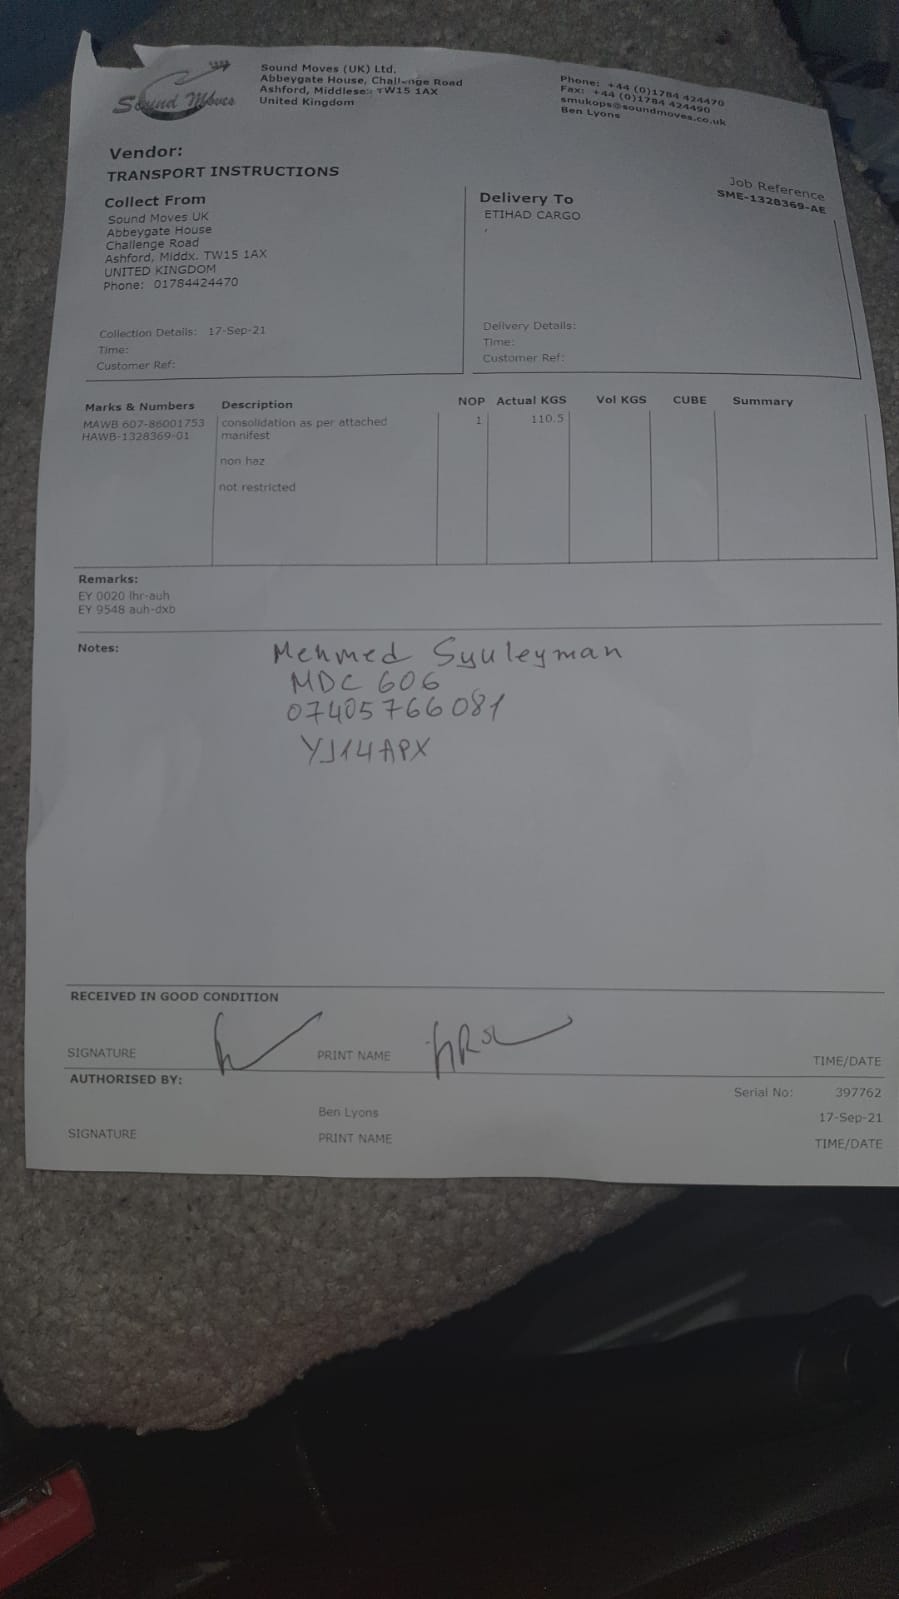 Sound Moves
Sound Moves (UK) Ltd.
Abbeygate House, Challenge Road
Ashford, Middlesex TW15 1AX
United Kingdom
Phone: +44 (0)1784 424470
Fax: +44 (0)1784 424490
smukops@soundmoves.co.uk
Ben Lyons
Vendor:
TRANSPORT INSTRUCTIONS
Job Reference
SME-1328369-AE
Collect From
Sound Moves UK
Abbeygate House
Challenge Road
Ashford, Middx. TW15 1AX
UNITED KINGDOM
Phone: 01784424470
Collection Details: 17-Sep-21
Time:
Customer Ref:
Delivery To
ETIHAD CARGO
,
Delivery Details:
Time:
Customer Ref:
Marks & Numbers Description NOP Actual KGS Vol KGS CUBE Summary
MAWB 607-86001753 consolidation as per attached 1 110.5
HAWB-1328369-01 manifest
non haz
not restricted
Remarks:
EY 0020 lhr-auh
EY 9548 auh-dxb
Notes:
Mehmed Syuleyman
MDC 606
07405766081
YJ14APX
RECEIVED IN GOOD CONDITION
SIGNATURE PRINT NAME TIME/DATE
AUTHORISED BY:
Serial No: 397762
Ben Lyons 17-Sep-21
SIGNATURE PRINT NAME TIME/DATE